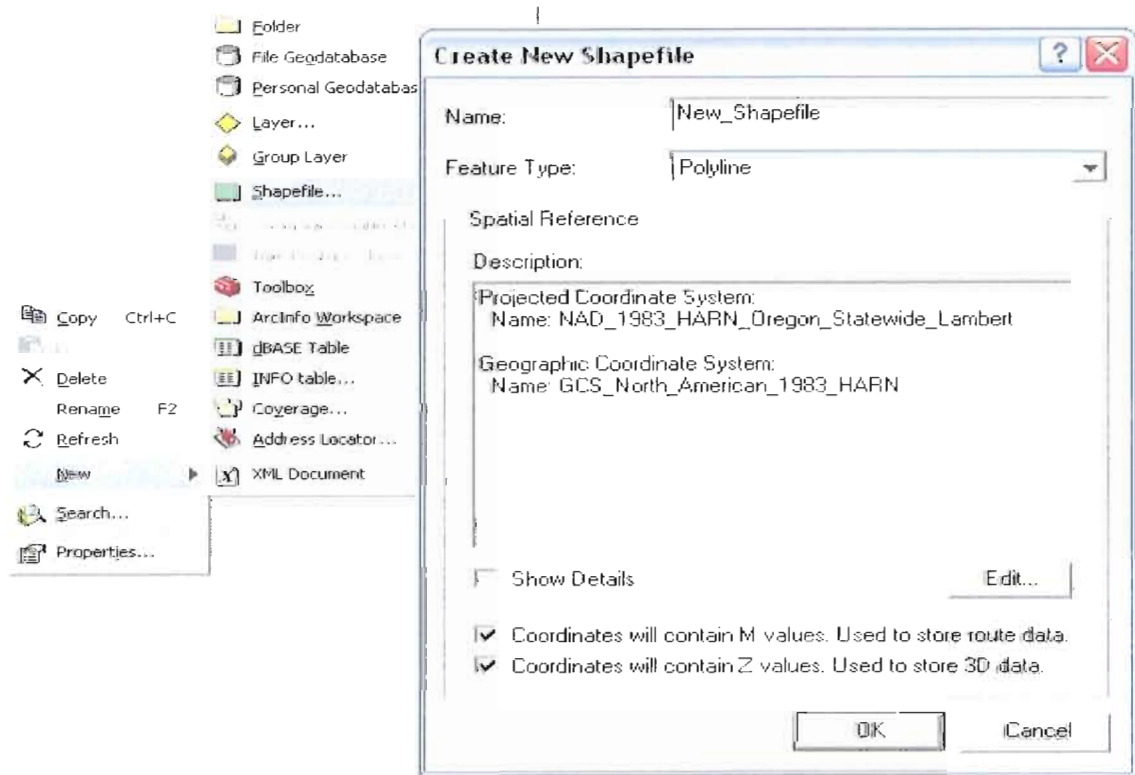 Copy Ctrl+C
Delete
Rename F2
Refresh
New
Search...
Properties...
Folder
File Geodatabase
Personal Geodatabas
Layer...
Group Layer
Shapefile...
Toolbox
ArcInfo Workspace
dBASE Table
INFO table...
Coverage...
Address Locator...
XML Document
Create New Shapefile
Name: New_Shapefile
Feature Type: Polyline
Spatial Reference
Description:
Projected Coordinate System:
Name: NAD_1983_HARN_Oregon_Statewide_Lambert
Geographic Coordinate System:
Name: GCS_North_American_1983_HARN
Show Details
Edit...
Coordinates will contain M values. Used to store route data.
Coordinates will contain Z values. Used to store 3D data.
OK Cancel